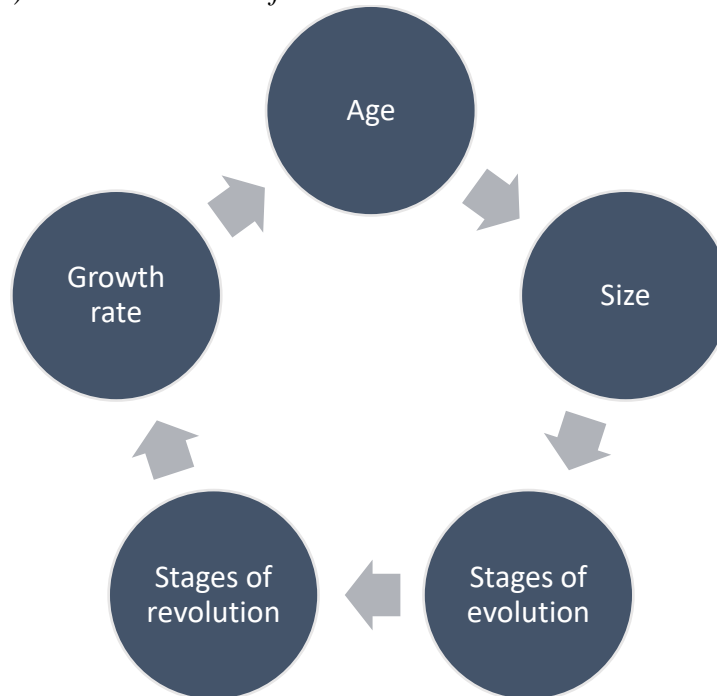 Age
Size
Stages of
evolution
Stages of
revolution
Growth
rate